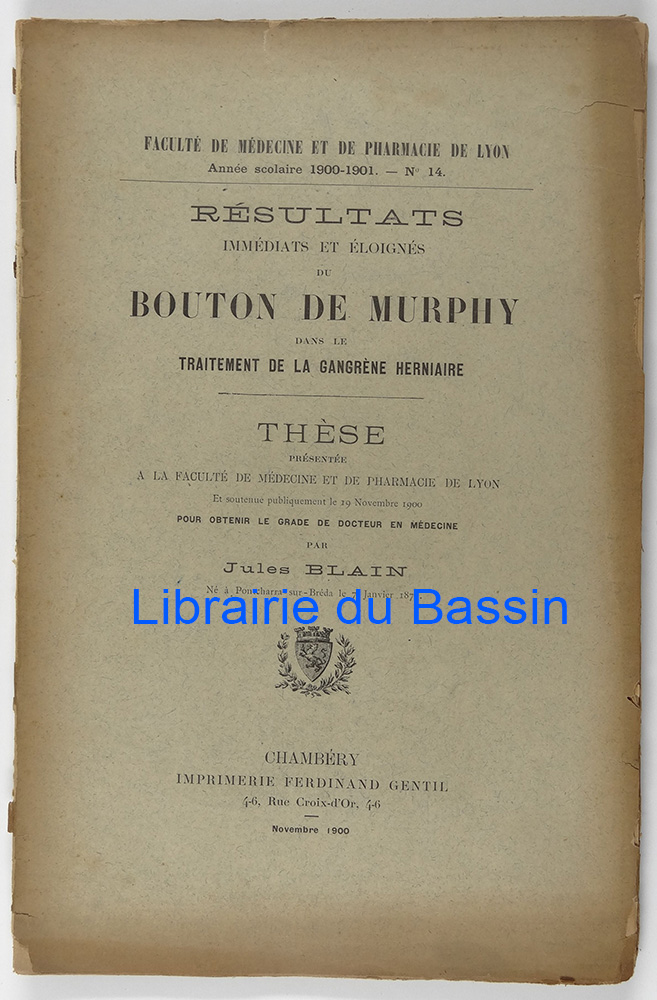 FACULTÉ DE MÉDECINE ET DE PHARMACIE DE LYON
Année scolaire 1900-1901. — No 14.
RÉSULTATS
IMMÉDIATS ET ÉLOIGNÉS
DU
BOUTON DE MURPHY
DANS LE
TRAITEMENT DE LA GANGRÈNE HERNIAIRE
THÈSE
PRÉSENTÉE
A LA FACULTÉ DE MÉDECINE ET DE PHARMACIE DE LYON
Et soutenue publiquement le 19 Novembre 1900
POUR OBTENIR LE GRADE DE DOCTEUR EN MÉDECINE
PAR
Jules BLAIN
Né à Pontcharra-sur-Bréda le Janvier
Librairie du Bassin
CHAMBÉRY
IMPRIMERIE FERDINAND GENTIL
4-6, Rue Croix-d'Or, 4-6
Novembre 1900